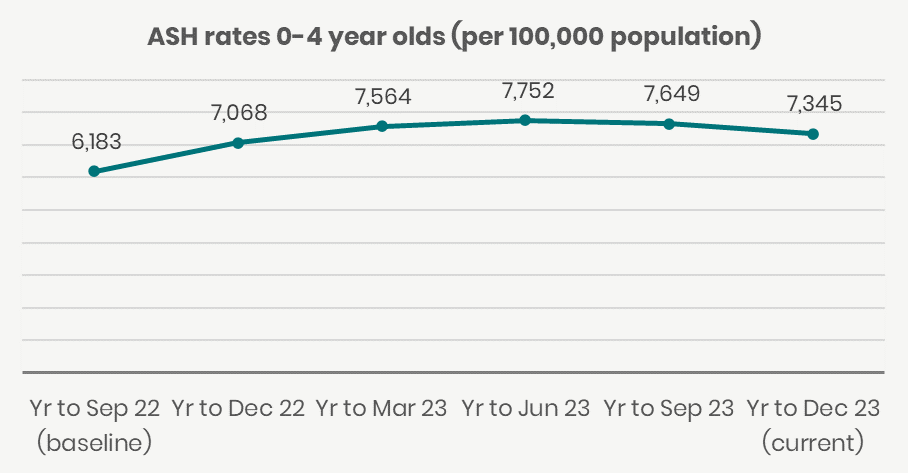 ASH rates 0-4 year olds (per 100,000 population)
6,183
7,068
7,564
7,752
7,649
7,345
Yr to Sep 22 Yr to Dec 22 Yr to Mar 23 Yr to Jun 23 Yr to Sep 23 Yr to Dec 23
(baseline) (current)